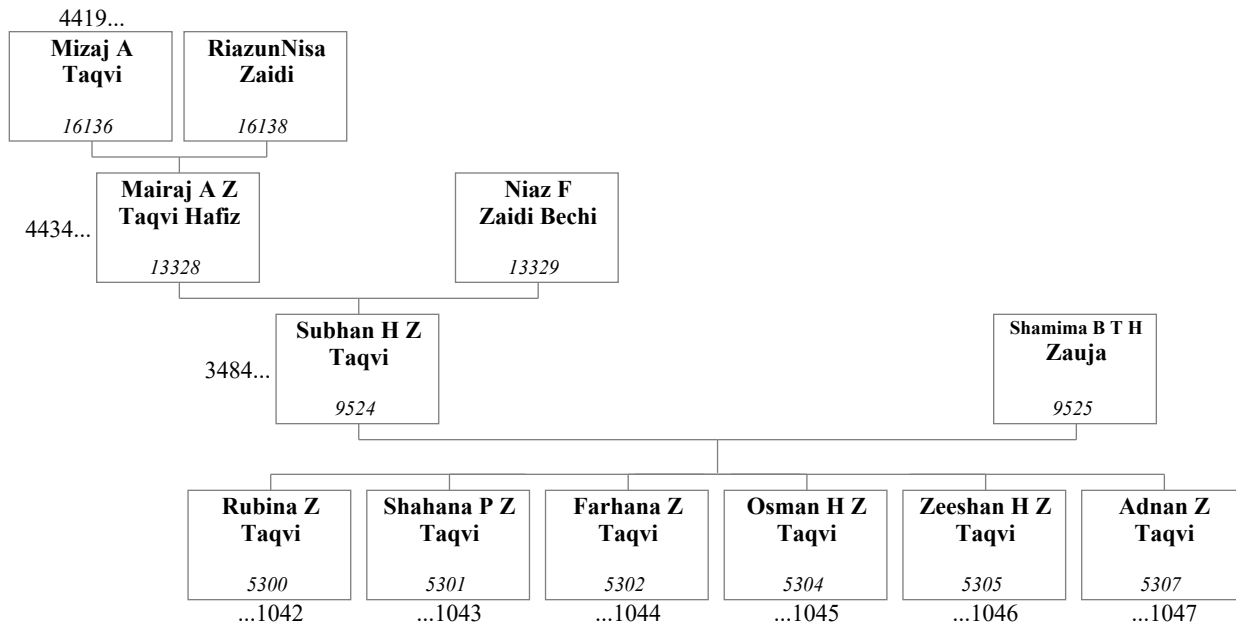 4419...
Mizaj A
Taqvi
16136
RiazunNisa
Zaidi
16138
4434...
Mairaj A Z
Taqvi Hafiz
13328
Niaz F
Zaidi Bechi
13329
3484...
Subhan H Z
Taqvi
9524
Shamima B T H
Zauja
9525
Rubina Z
Taqvi
5300
...1042
Shahana P Z
Taqvi
5301
...1043
Farhana Z
Taqvi
5302
...1044
Osman H Z
Taqvi
5304
...1045
Zeeshan H Z
Taqvi
5305
...1046
Adnan Z
Taqvi
5307
...1047